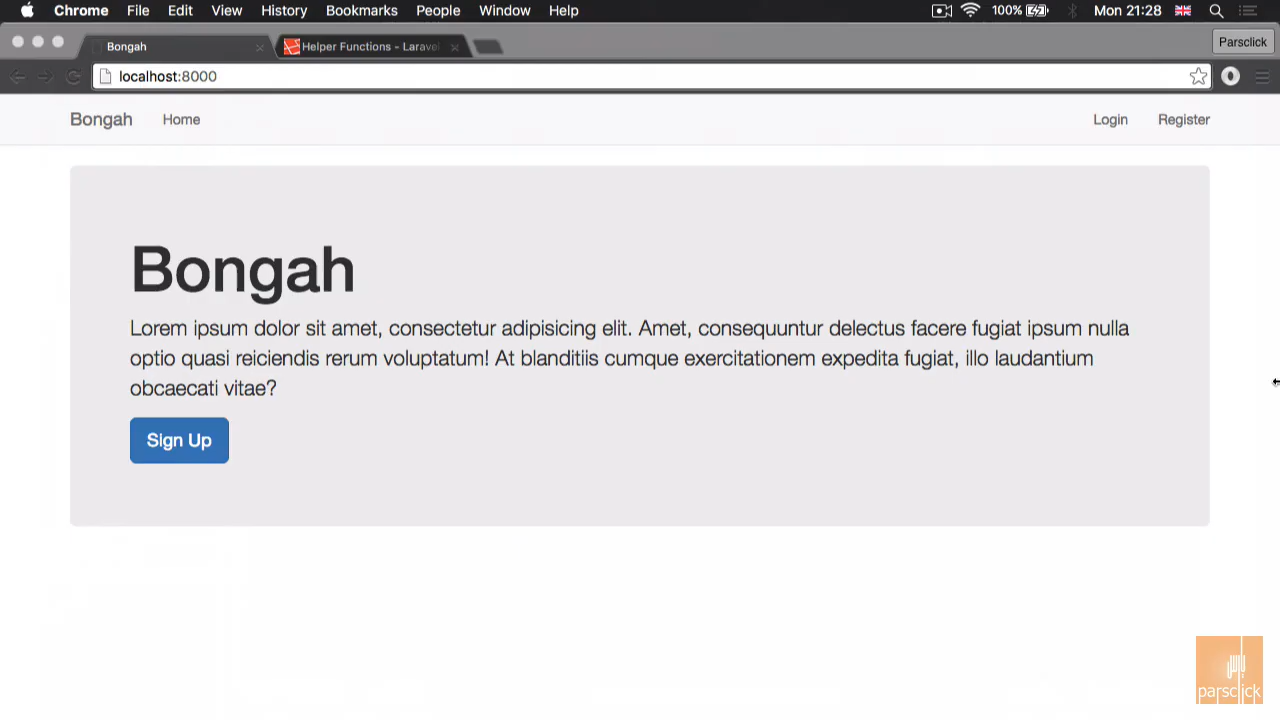 Chrome File Edit View History Bookmarks People Window Help 100% Mon 21:28
Bongah Helper Functions - Laravel Parsclick
localhost:8000
Bongah Home Login Register
Bongah
Lorem ipsum dolor sit amet, consectetur adipisicing elit. Amet, consequuntur delectus facere fugiat ipsum nulla
optio quasi reiciendis rerum voluptatum! At blanditiis cumque exercitationem expedita fugiat, illo laudantium
obcaecati vitae?
Sign Up
parsclick